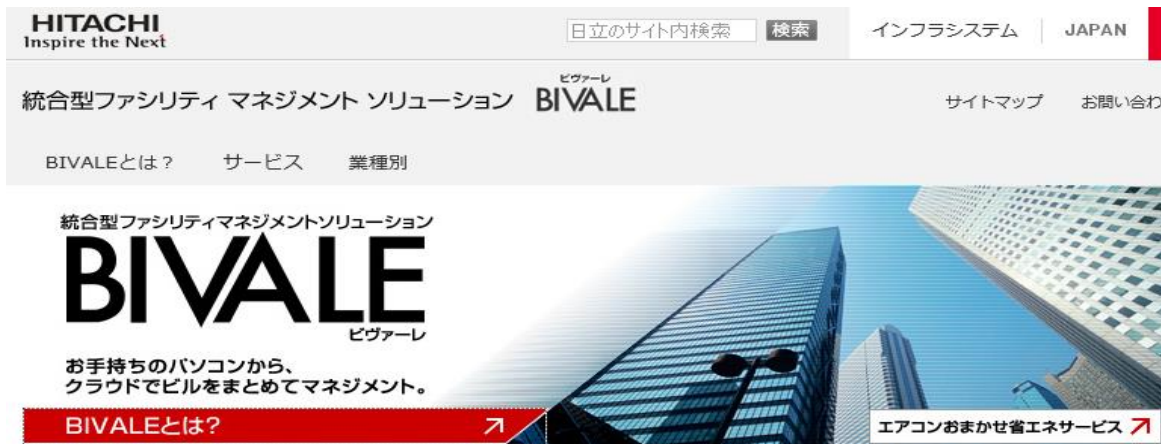 HITACHI
Inspire the Next
日立のサイト内検索 検索 インフラシステム JAPAN
統合型ファシリティ マネジメント ソリューション ビヴァーレ BIVALE サイトマップ お問い合わ
BIVALEとは? サービス 業種別
統合型ファシリティマネジメントソリューション
BIVALE
ビヴァーレ
お手持ちのパソコンから、
クラウドでビルをまとめてマネジメント。
BIVALEとは?
エアコンおまかせ省エネサービス